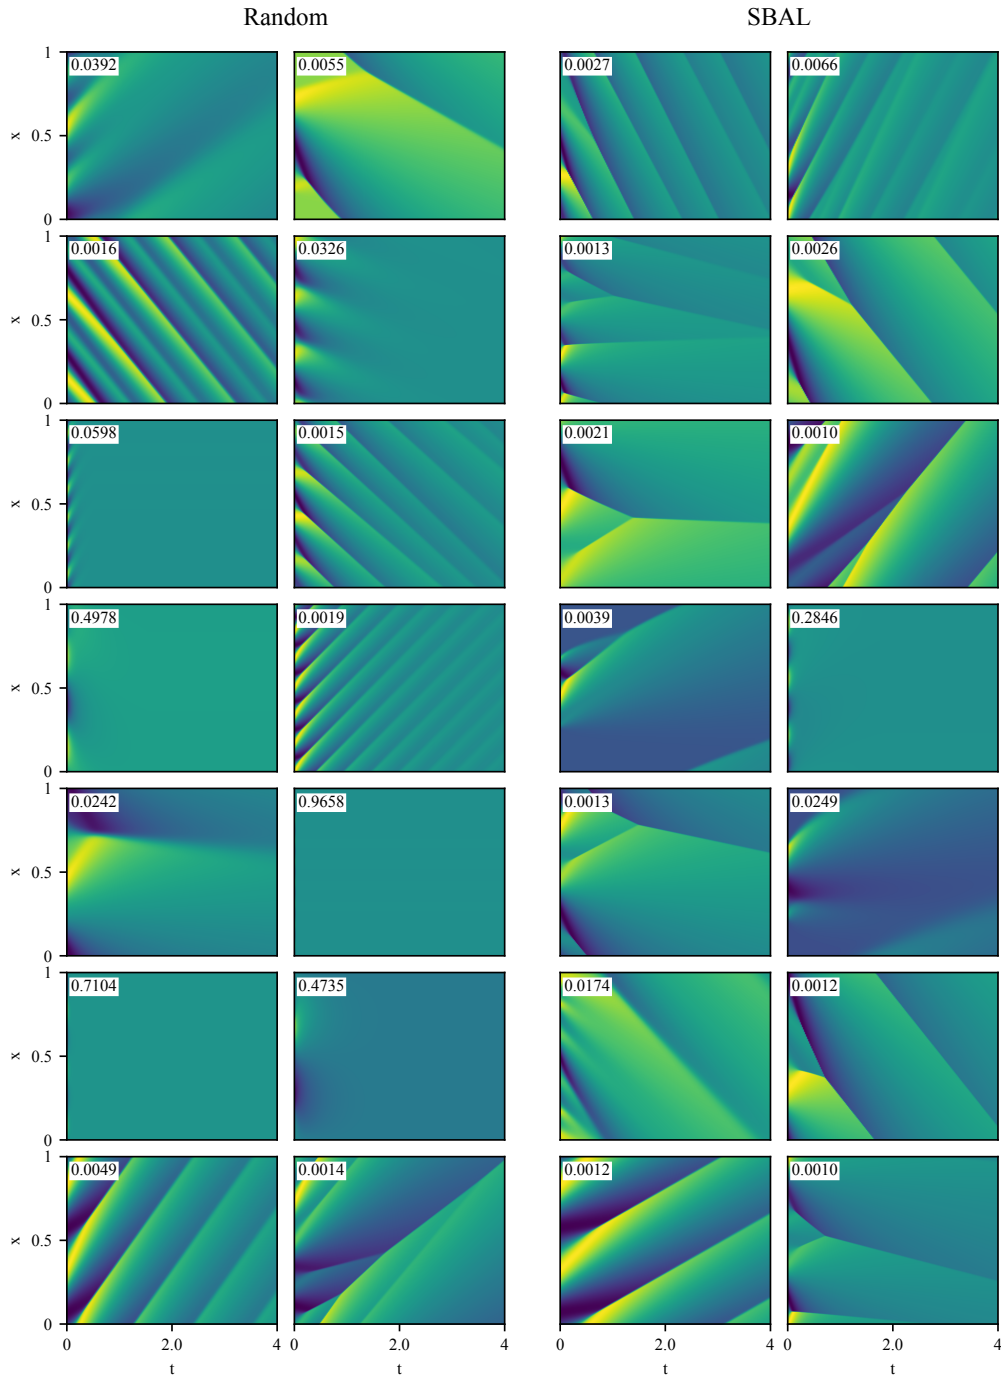 Random SBAL
1 0.0392 0.0055 0.0027 0.0066
x 0.5
0
1 0.0016 0.0326 0.0013 0.0026
x 0.5
0
1 0.0598 0.0015 0.0021 0.0010
x 0.5
0
1 0.4978 0.0019 0.0039 0.2846
x 0.5
0
1 0.0242 0.9658 0.0013 0.0249
x 0.5
0
1 0.7104 0.4735 0.0174 0.0012
x 0.5
0
1 0.0049 0.0014 0.0012 0.0010
x 0.5
0
0 2.0 4 0 2.0 4 0 2.0 4 0 2.0 4
t t t t